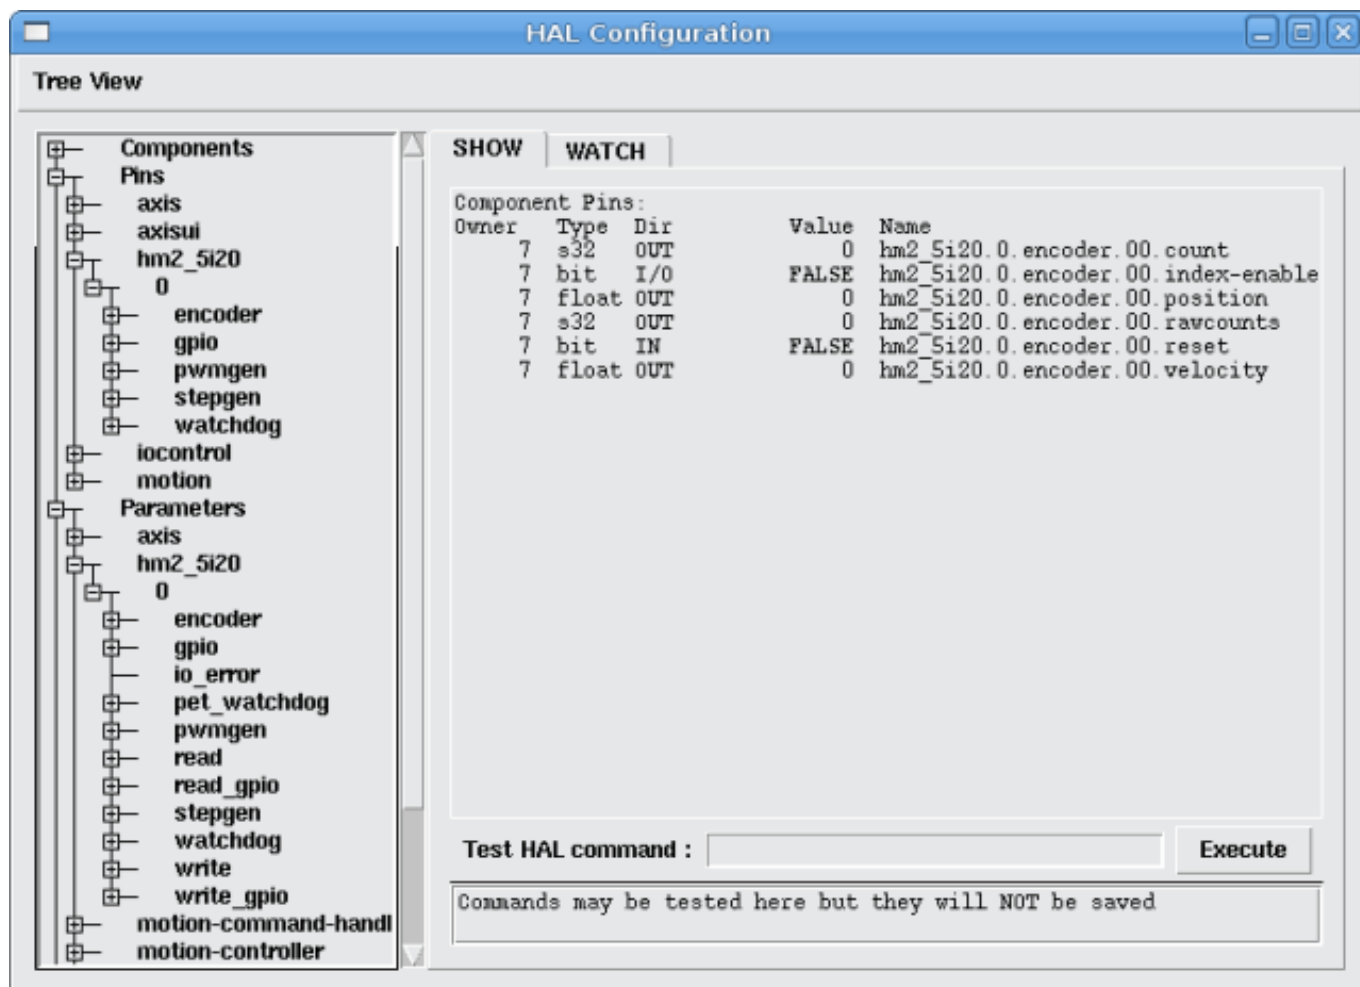 HAL Configuration
Tree View
Components
Pins
axis
axisui
hm2_5i20
0
encoder
gpio
pwmgen
stepgen
watchdog
iocontrol
motion
Parameters
axis
hm2_5i20
0
encoder
gpio
io_error
pet_watchdog
pwmgen
read
read_gpio
stepgen
watchdog
write
write_gpio
motion-command-handl
motion-controller
SHOW WATCH
Component Pins:
Owner Type Dir Value Name
7 s32 OUT 0 hm2_5i20.0.encoder.00.count
7 bit I/O FALSE hm2_5i20.0.encoder.00.index-enable
7 float OUT 0 hm2_5i20.0.encoder.00.position
7 s32 OUT 0 hm2_5i20.0.encoder.00.rawcounts
7 bit IN FALSE hm2_5i20.0.encoder.00.reset
7 float OUT 0 hm2_5i20.0.encoder.00.velocity
Test HAL command : Execute
Commands may be tested here but they will NOT be saved